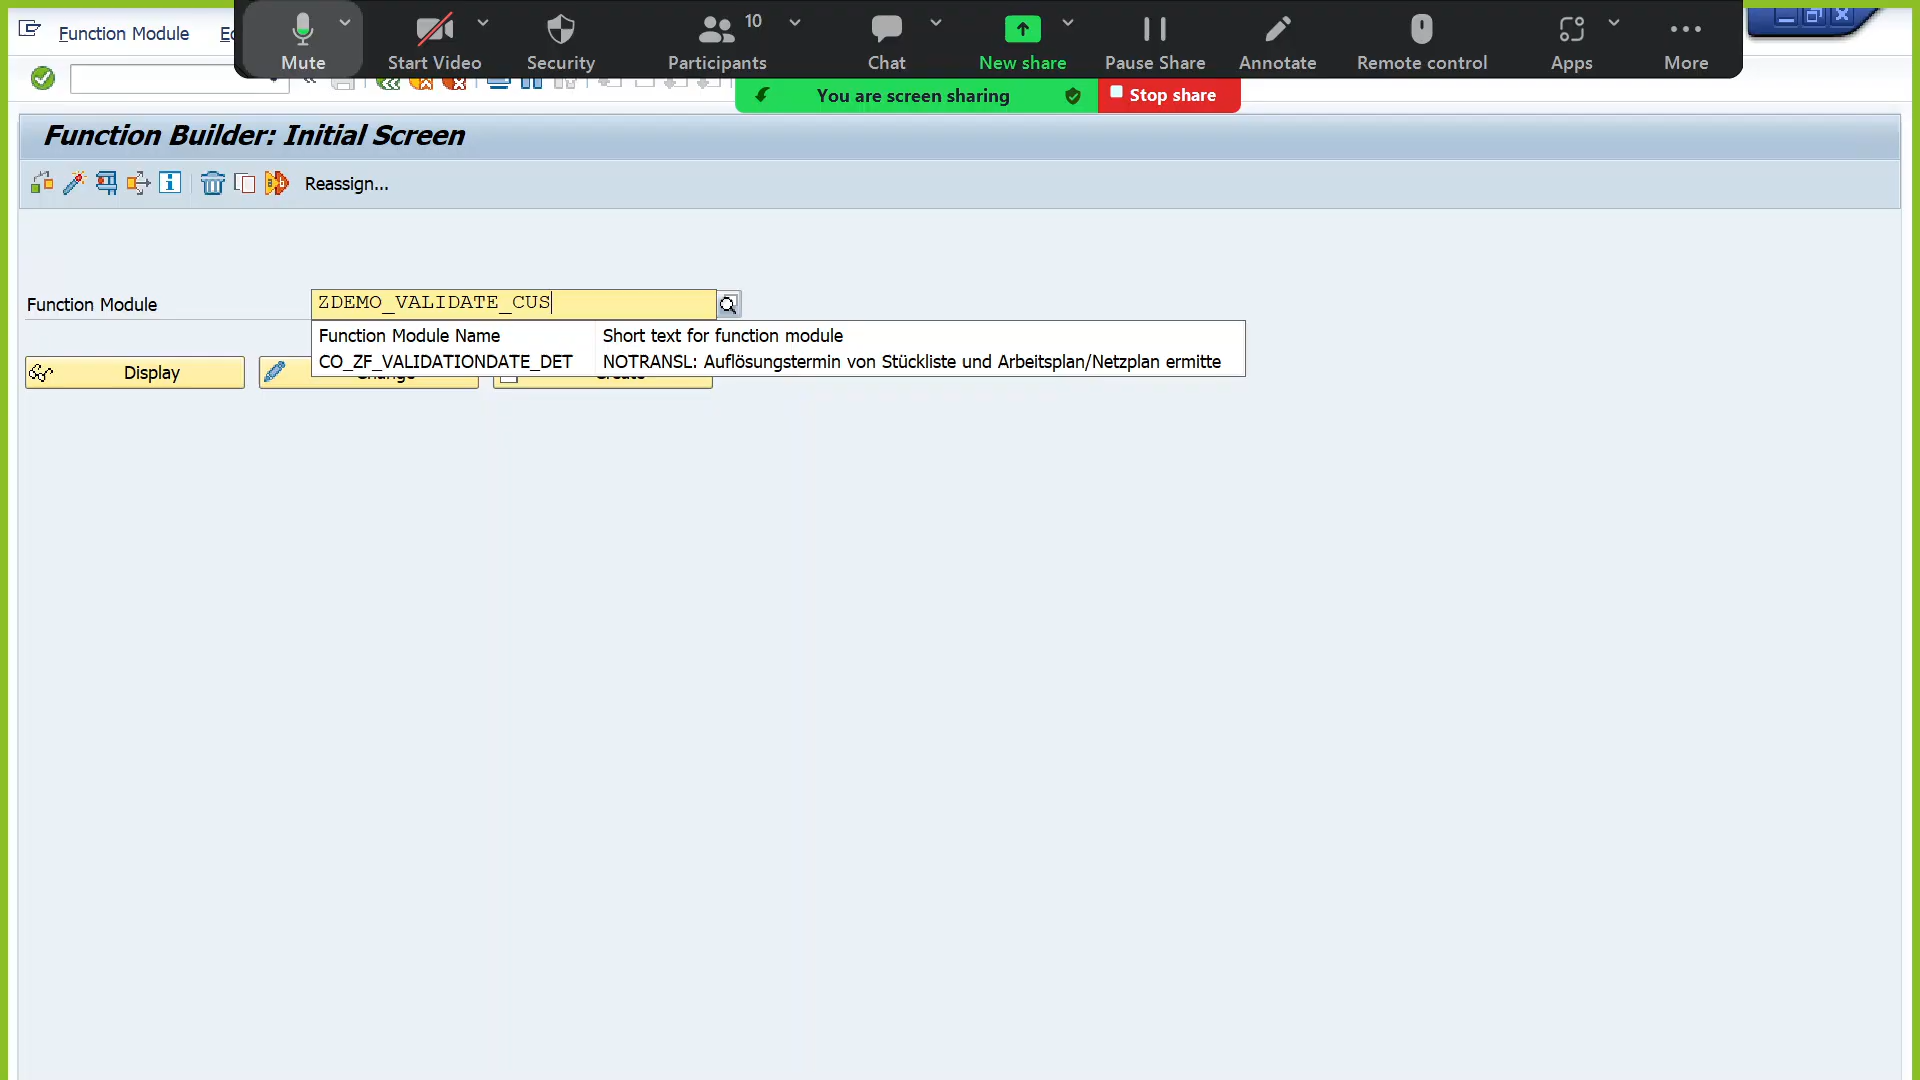 Function Module
Mute
Start Video
Security
10
Participants
Chat
New share
Pause Share
Annotate
Remote control
Apps
More
You are screen sharing
Stop share
Function Builder: Initial Screen
Reassign...
Function Module
ZDEMO_VALIDATE_CUS
Function Module Name Short text for function module
CO_ZF_VALIDATIONDATE_DET NOTRANSL: Auflösungstermin von Stückliste und Arbeitsplan/Netzplan ermitte
Display